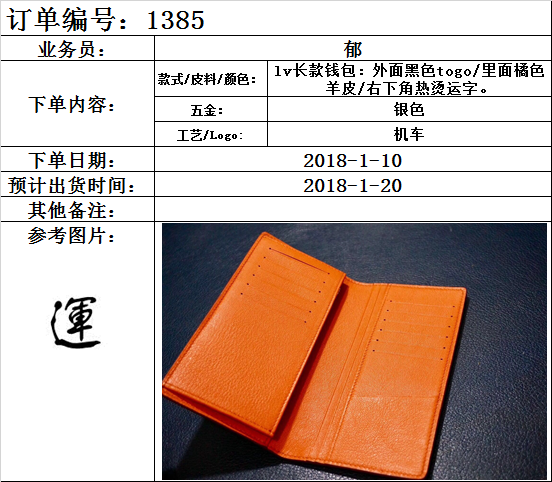 订单编号：1385
业务员：
郁
下单内容：
款式/皮料/颜色：
lv长款钱包：外面黑色togo/里面橘色
羊皮/右下角热烫运字。
五金：
银色
工艺/Logo:
机车
下单日期：
2018-1-10
预计出货时间：
2018-1-20
其他备注：
参考图片：
運